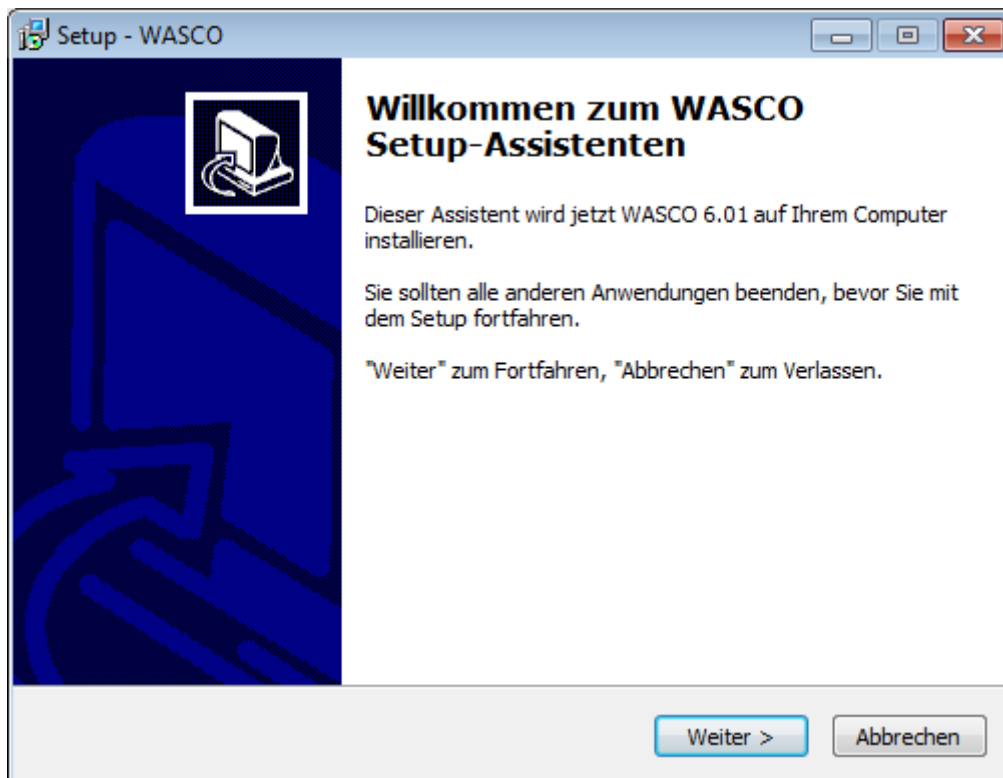 Setup - WASCO
Willkommen zum WASCO
Setup-Assistenten
Dieser Assistent wird jetzt WASCO 6.01 auf Ihrem Computer
installieren.
Sie sollten alle anderen Anwendungen beenden, bevor Sie mit
dem Setup fortfahren.
"Weiter" zum Fortfahren, "Abbrechen" zum Verlassen.
Weiter >
Abbrechen